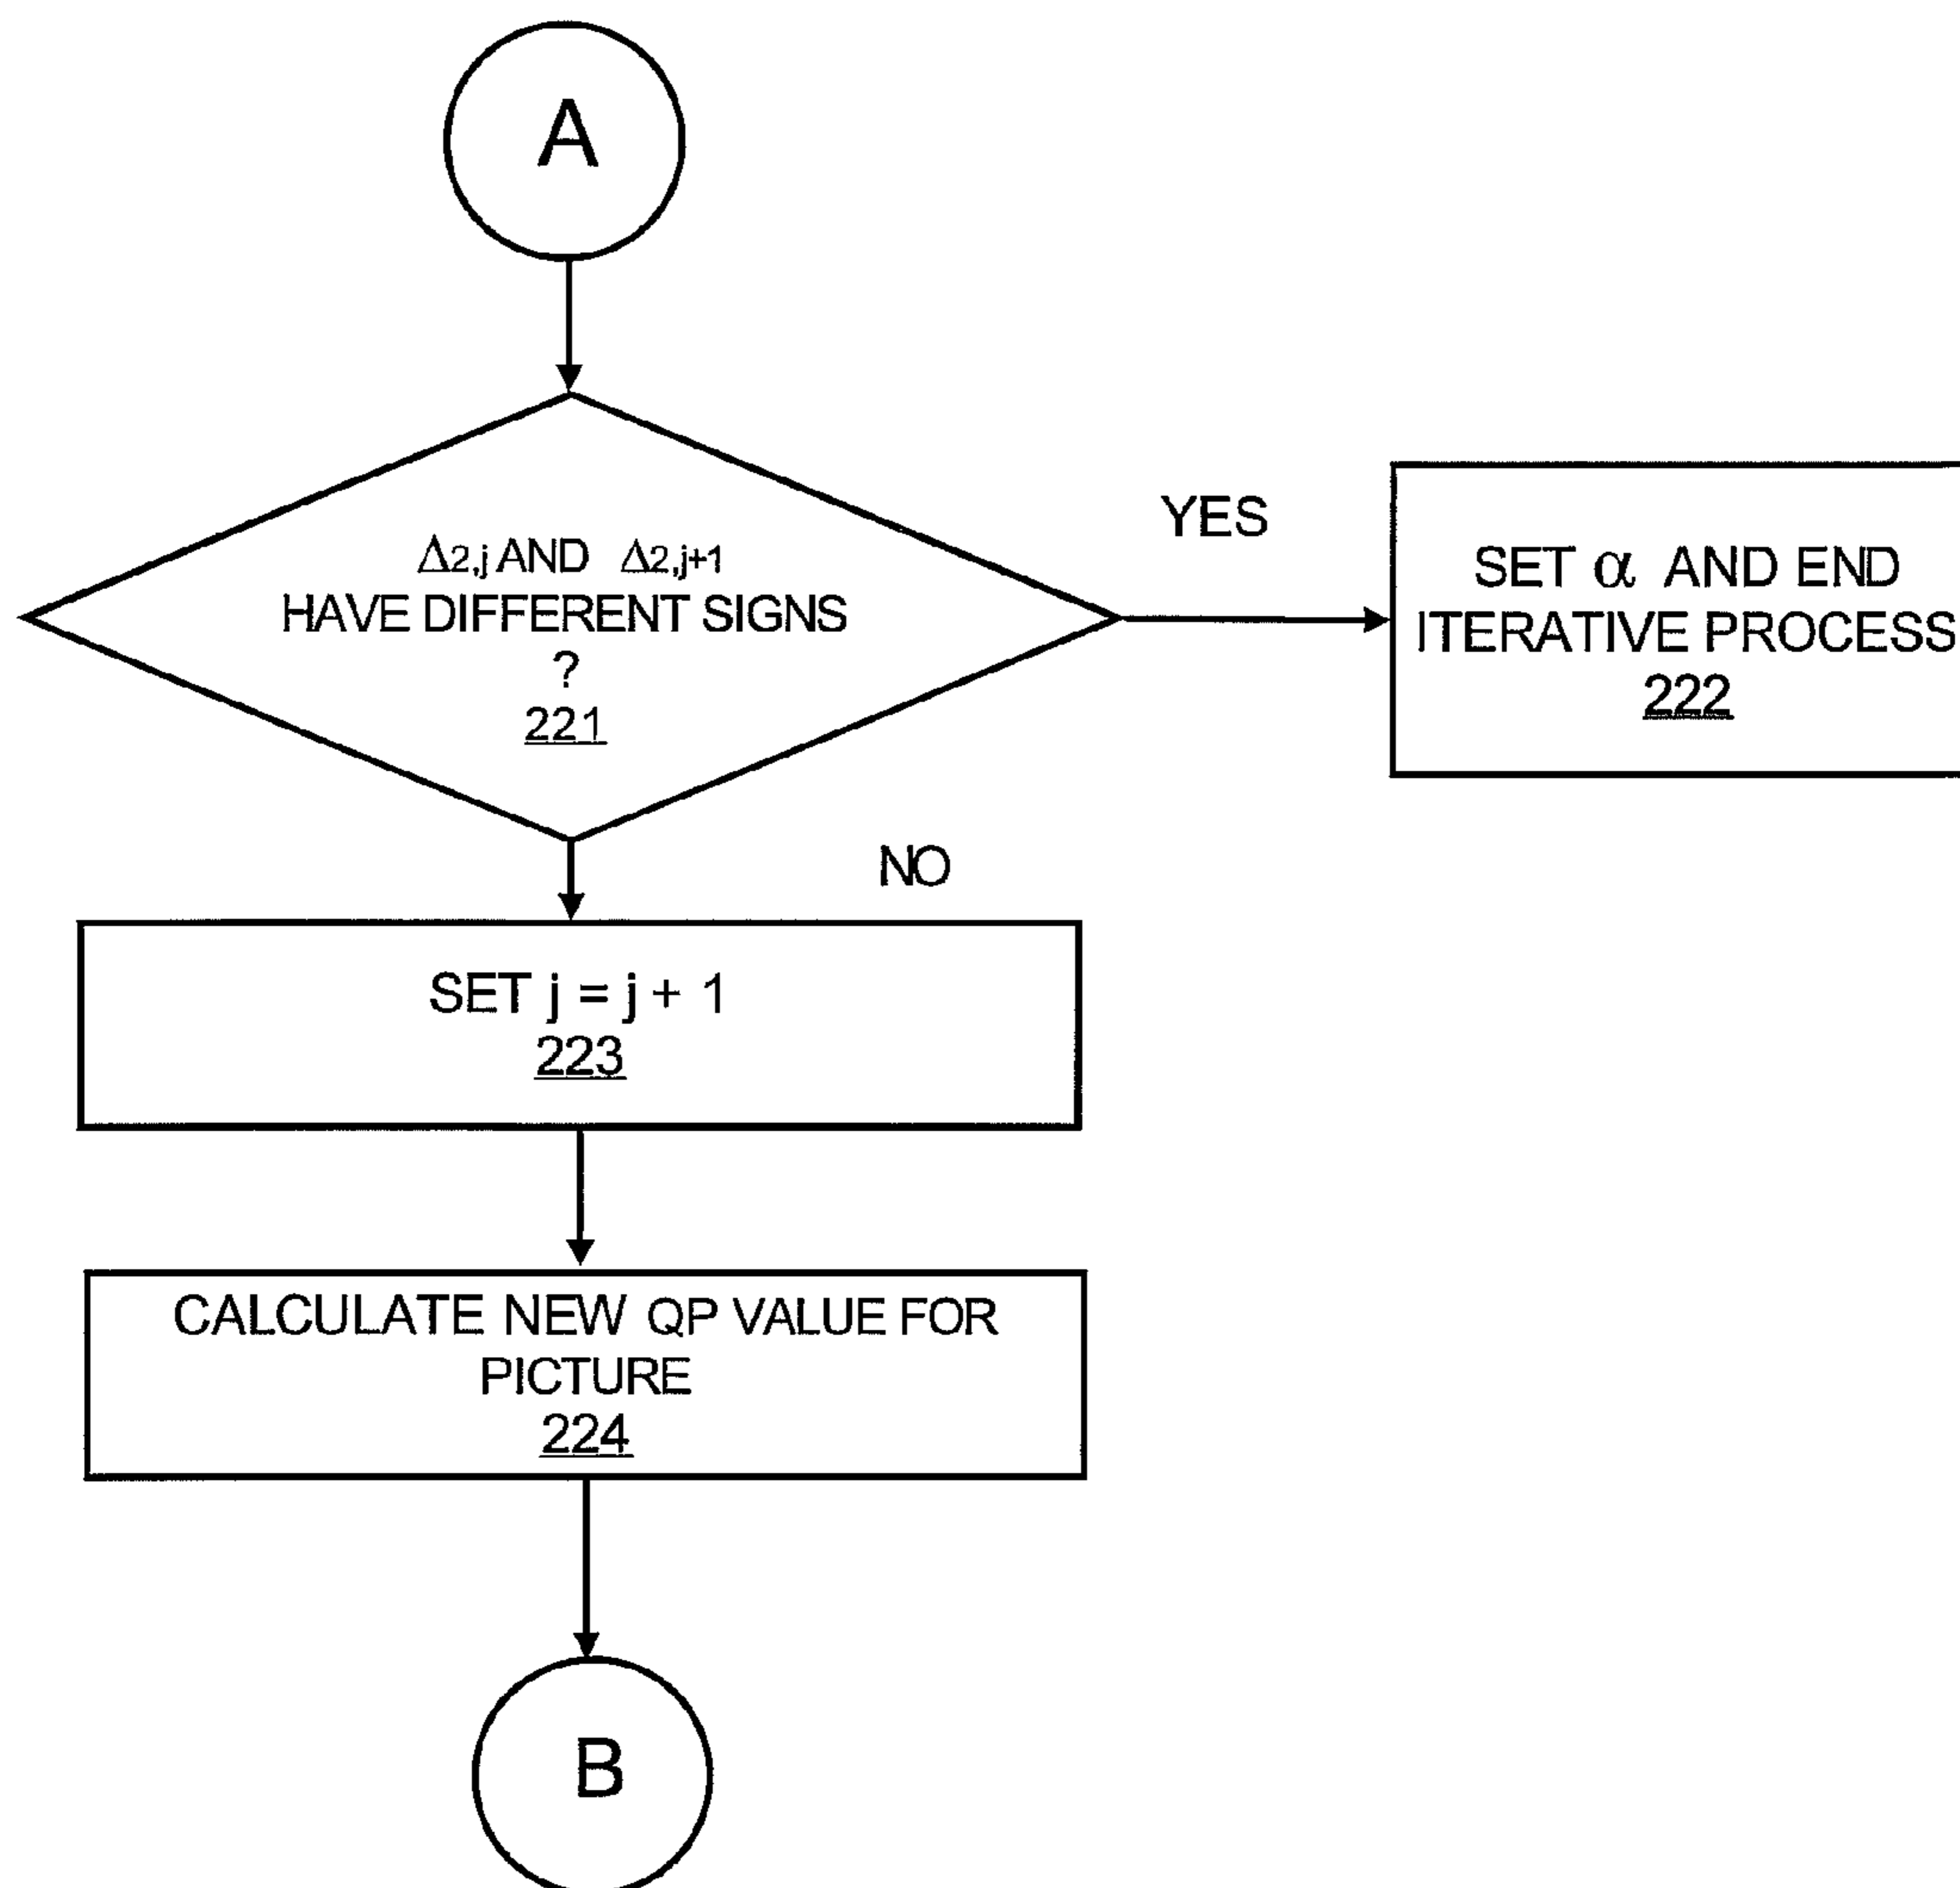 A
Δ2,j AND Δ2,j+1
HAVE DIFFERENT SIGNS
?
221
YES
SET α AND END
ITERATIVE PROCESS
222
NO
SET j = j + 1
223
CALCULATE NEW QP VALUE FOR
PICTURE
224
B